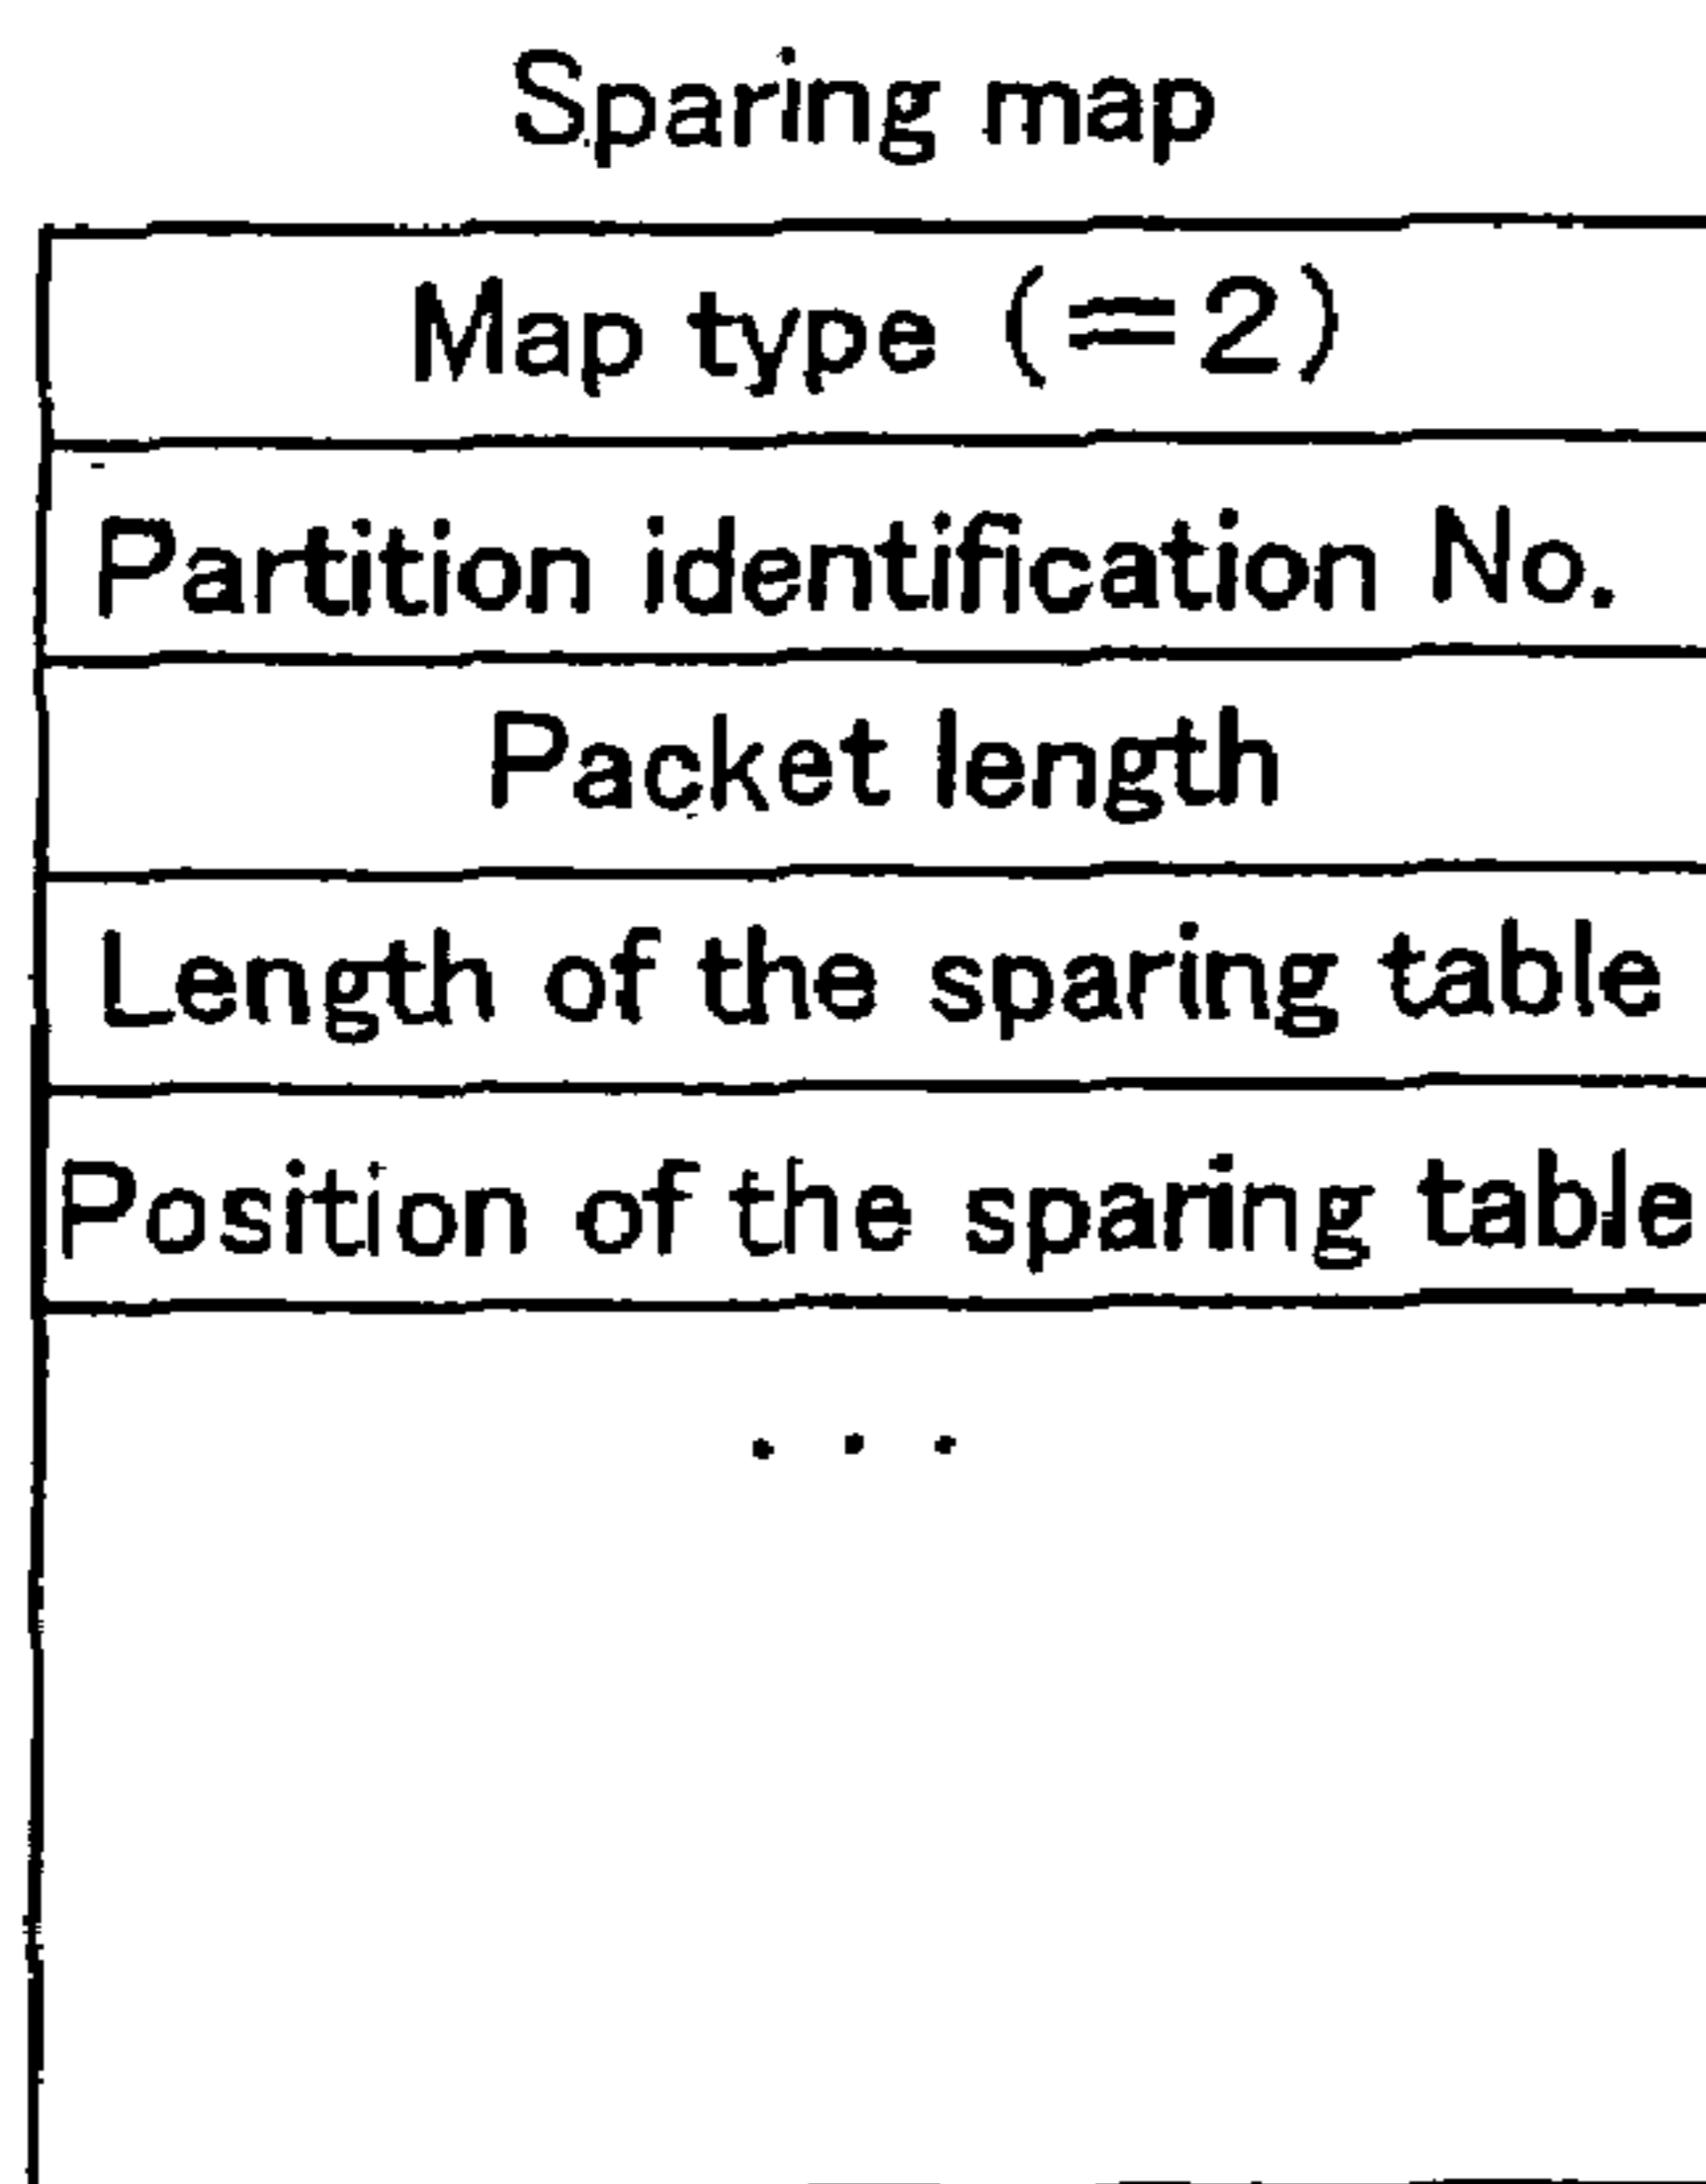 Sparing map
Map type (=2)
Partition identification No.
Packet length
Length of the sparing table
Position of the sparing table
...